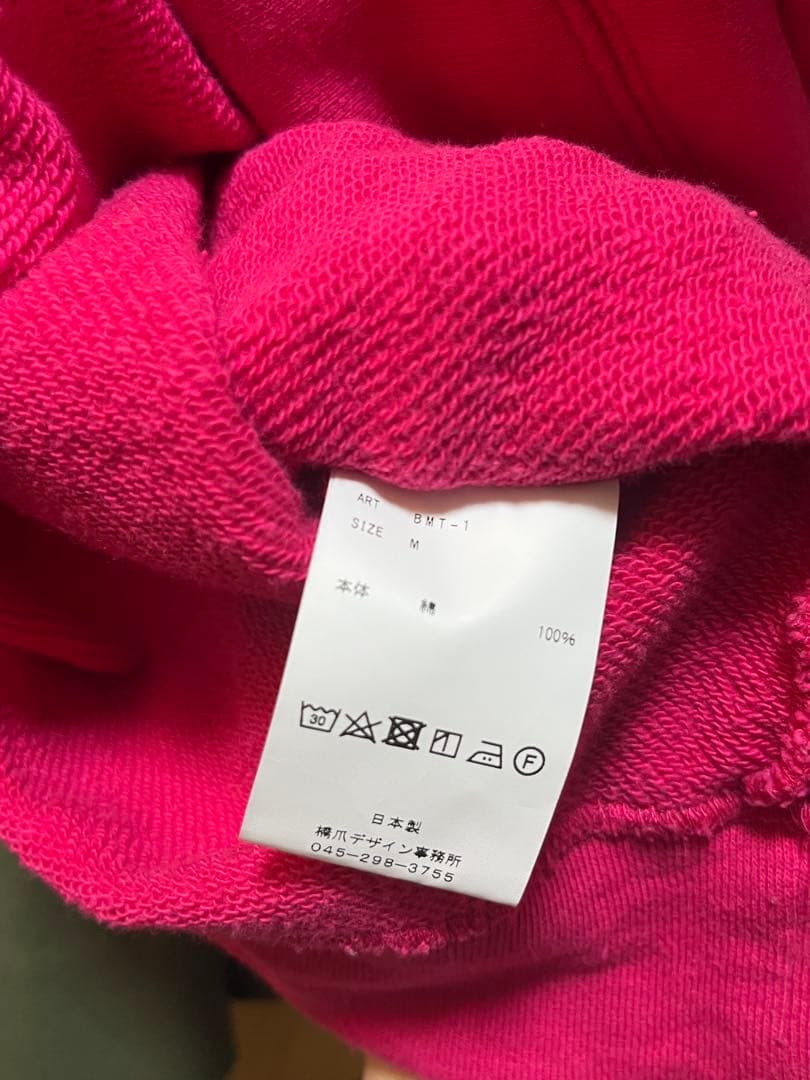 ART BMT-1
SIZE M
本体 綿 100%
30
F
日本製
橋爪デザイン事務所
045-298-3755